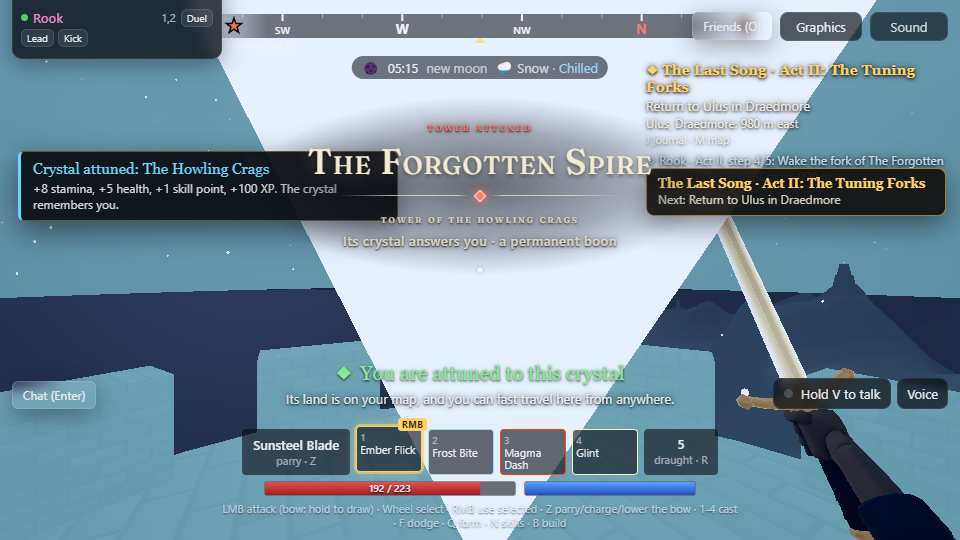 Rook 1,2 Duel
Lead Kick
SW W NW N
Friends (O
Graphics
Sound
05:15 new moon Snow · Chilled
◆ The Last Song · Act II: The Tuning
Forks
Return to Ulus in Draedmore
Ulus, Draedmore: 980 m east
J journal · M map
Rook · Act II, step 4/5: Wake the fork of The Forgotten
The Last Song · Act II: The Tuning Forks
Next: Return to Ulus in Draedmore
TOWER ATTUNED
THE FORGOTTEN SPIRE
TOWER OF THE HOWLING CRAGS
Its crystal answers you · a permanent boon
Crystal attuned: The Howling Crags
+8 stamina, +5 health, +1 skill point, +100 XP. The crystal
remembers you.
◆ You are attuned to this crystal
Its land is on your map, and you can fast travel here from anywhere.
Chat (Enter)
Hold V to talk
Voice
Sunsteel Blade
parry · Z
RMB
1
Ember Flick
2
Frost Bite
3
Magma
Dash
4
Glint
5
draught · R
192 / 223
LMB attack (bow: hold to draw) · Wheel select · RMB use selected · Z parry/charge/lower the bow · 1–4 cast
· F dodge · Q form · N skills · B build